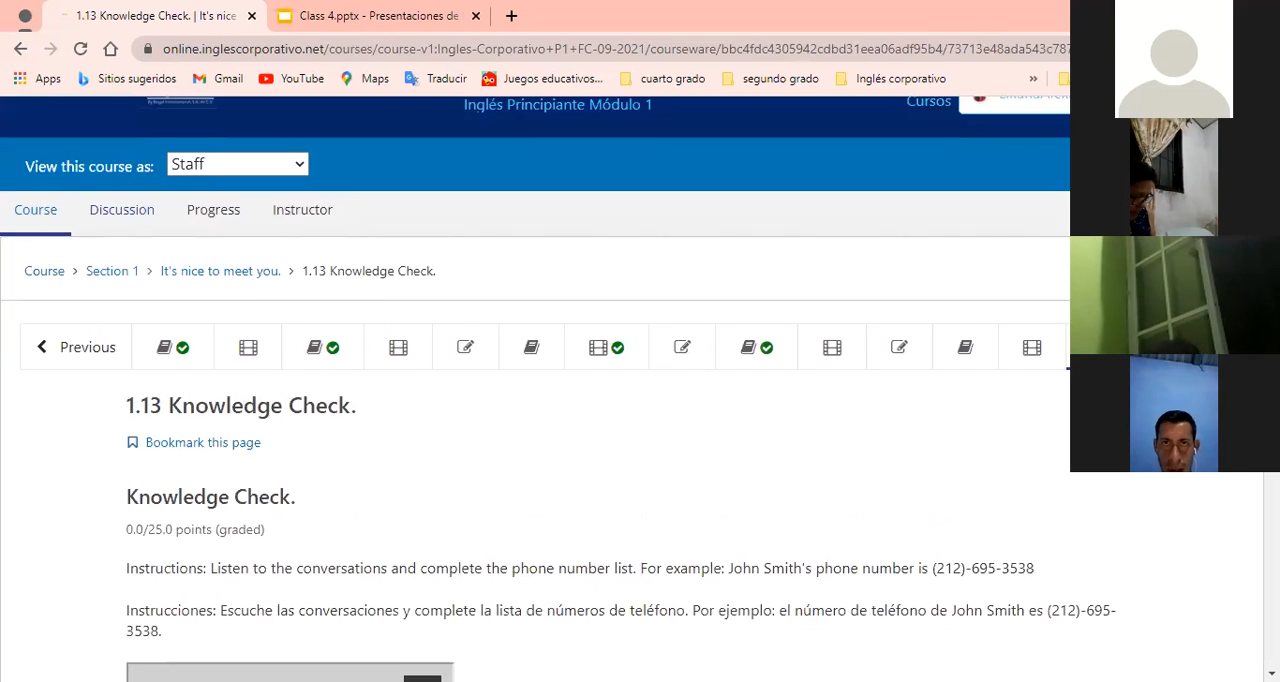 1.13 Knowledge Check. | It's nice
Class 4.pptx - Presentaciones de
online.inglescorporativo.net/courses/course-v1:Ingles-Corporativo+P1+FC-09-2021/courseware/bbc4fdc4305942cdbd31eea06adf95b4/73713e48ada543c787
Apps Sitios sugeridos Gmail YouTube Maps Traducir Juegos educativos... cuarto grado segundo grado Inglés corporativo »
Inglés Principiante Módulo 1 Cursos
View this course as: Staff
Course Discussion Progress Instructor
Course > Section 1 > It's nice to meet you. > 1.13 Knowledge Check.
Previous
1.13 Knowledge Check.
Bookmark this page
Knowledge Check.
0.0/25.0 points (graded)
Instructions: Listen to the conversations and complete the phone number list. For example: John Smith's phone number is (212)-695-3538
Instrucciones: Escuche las conversaciones y complete la lista de números de teléfono. Por ejemplo: el número de teléfono de John Smith es (212)-695-
3538.